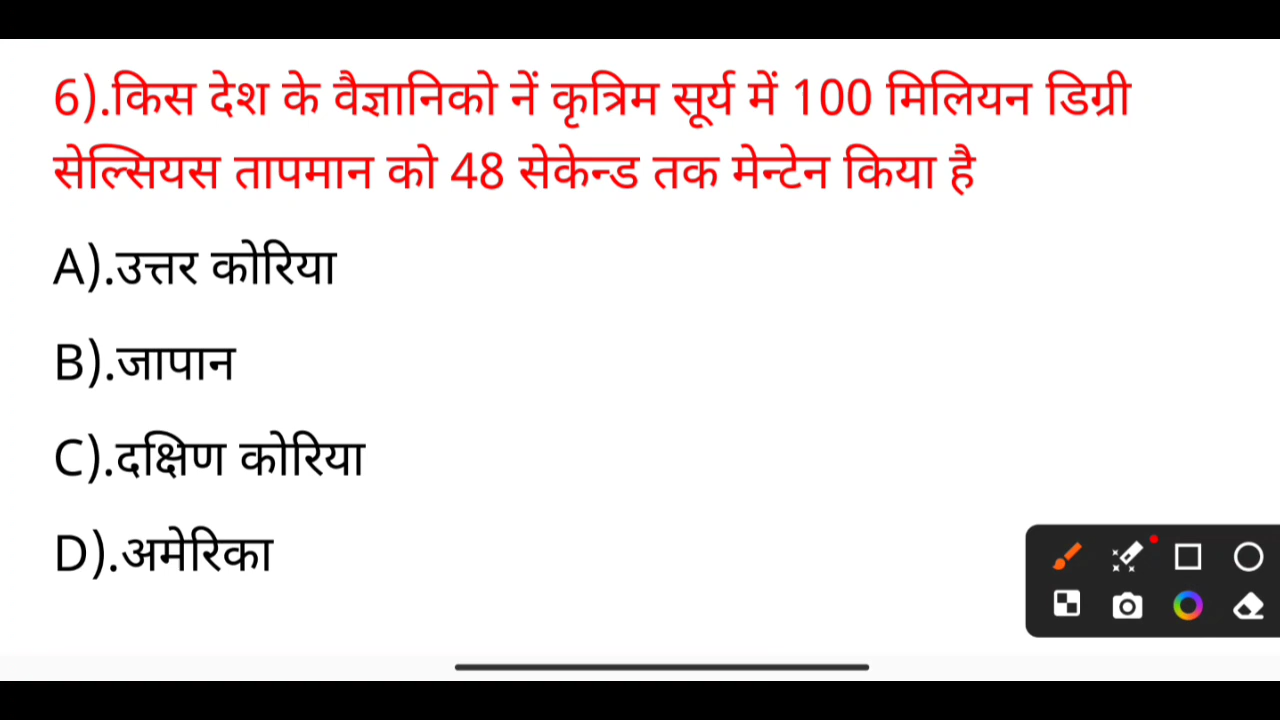 6).किस देश के वैज्ञानिको नें कृत्रिम सूर्य में 100 मिलियन डिग्री
सेल्सियस तापमान को 48 सेकेन्ड तक मेन्टेन किया है
A).उत्तर कोरिया
B).जापान
C).दक्षिण कोरिया
D).अमेरिका